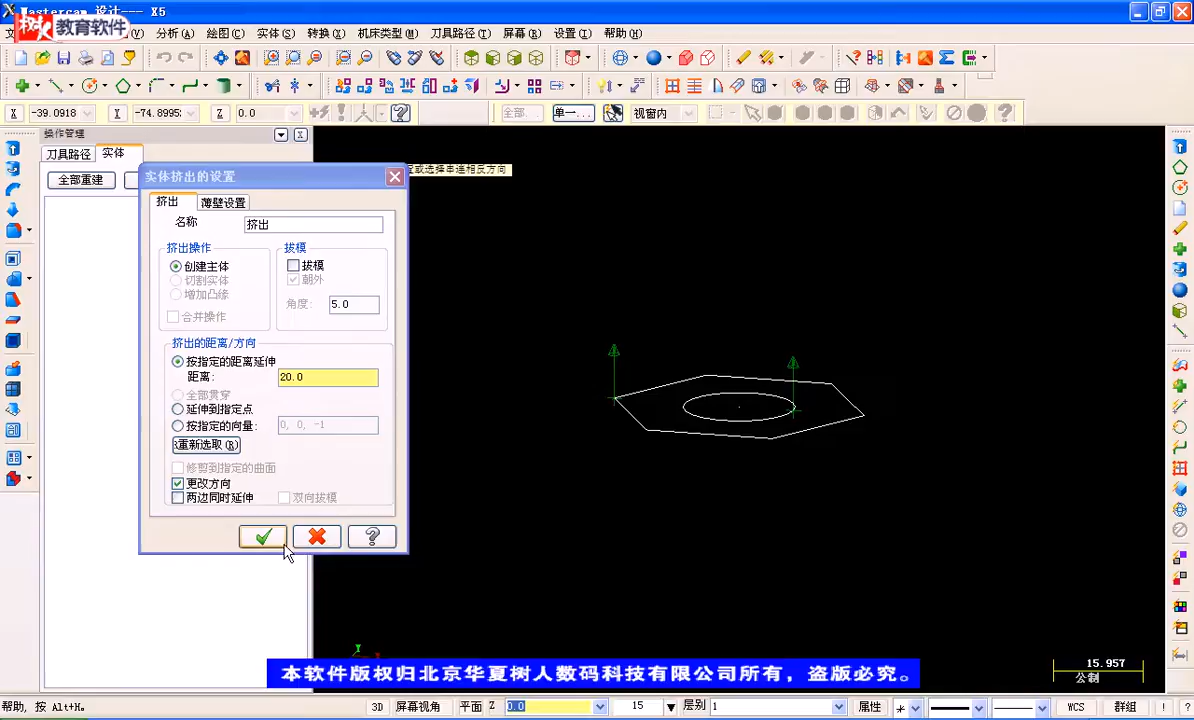 Mastercam 设计--- X5
树人教育软件
(V) 分析(A) 绘图(C) 实体(S) 转换(X) 机床类型(M) 刀具路径(T) 屏幕(R) 设置(I) 帮助(H)
X -39.0918 Y -74.8995 Z 0.0 全部... 单一... 视窗内
操作管理
刀具路径 实体
全部重建
实体挤出的设置
或选择串连相反方向
挤出 薄壁设置
名称 挤出
挤出操作 拔模
创建主体 拔模
切割实体 朝外
增加凸缘 角度: 5.0
合并操作
挤出的距离/方向
按指定的距离延伸
距离: 20.0
全部贯穿
延伸到指定点
按指定的向量: 0, 0, -1
重新选取(R)
修剪到指定的曲面
更改方向
两边同时延伸 双向拔模
15.957
公制
本软件版权归北京华夏树人数码科技有限公司所有，盗版必究。
帮助, 按 Alt+H。 3D 屏幕视角 平面 Z 0.0 15 层别 1 属性 WCS 群组 ! ?